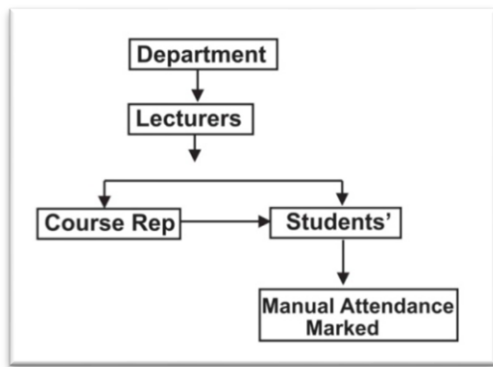 Department
Lecturers
Course Rep
Students’
Manual Attendance
Marked